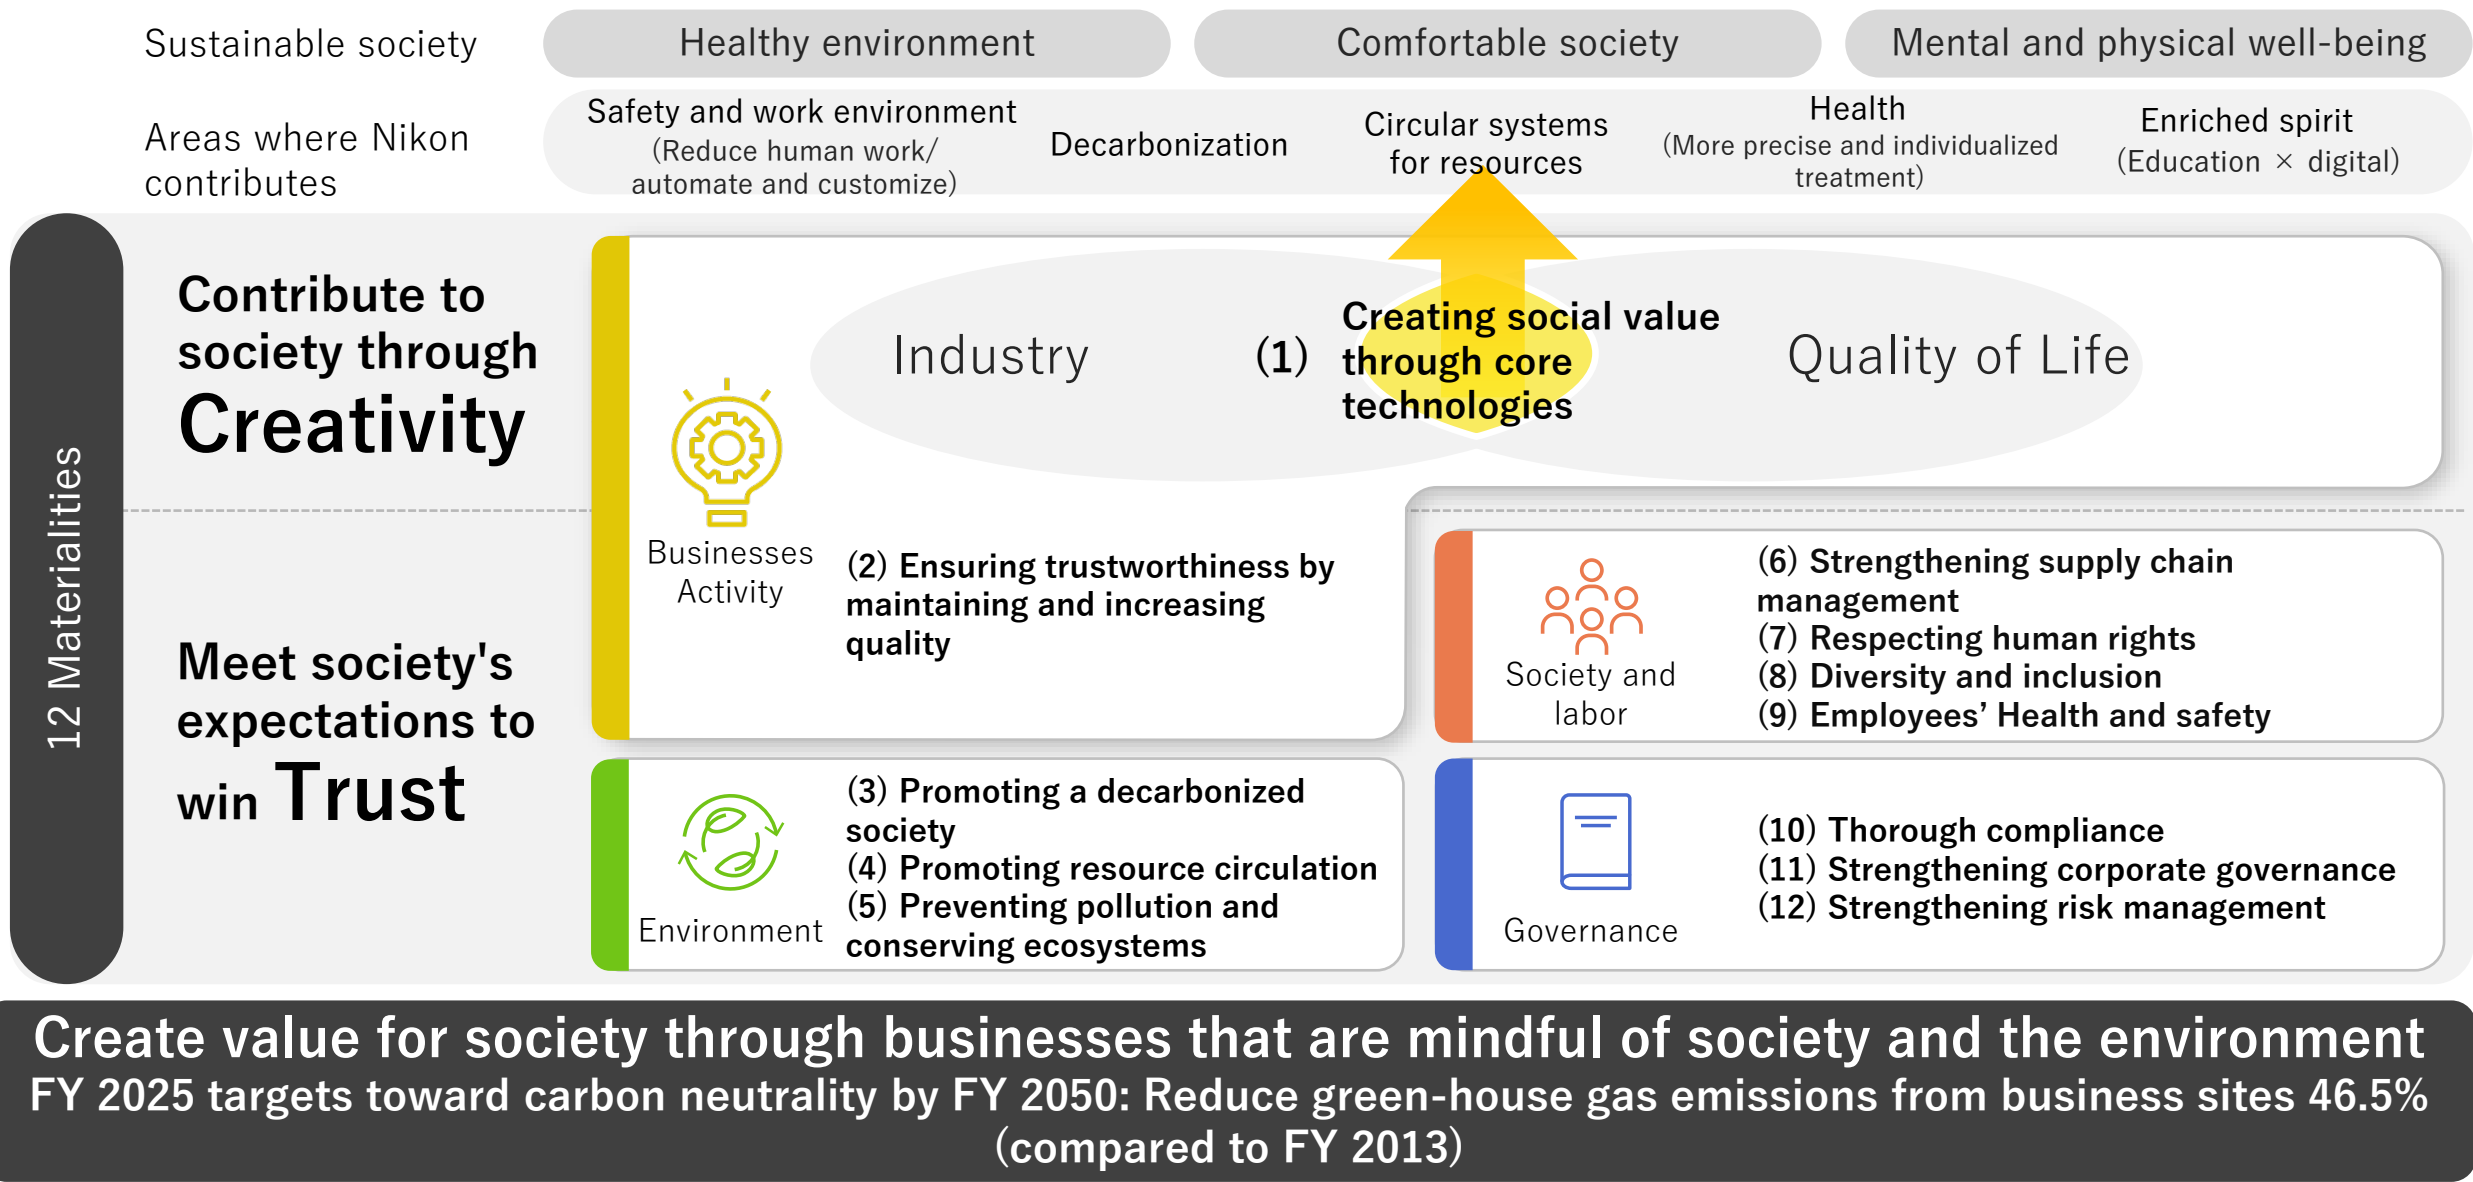 Sustainable society
Healthy environment
Comfortable society
Mental and physical well-being
Areas where Nikon
contributes
Safety and work environment
(Reduce human work/
automate and customize)
Decarbonization
Circular systems
for resources
Health
(More precise and individualized
treatment)
Enriched spirit
(Education × digital)
12 Materialities
Contribute to
society through
Creativity
Industry
(1)
Creating social value
through core
technologies
Quality of Life
Businesses
Activity
(2) Ensuring trustworthiness by
maintaining and increasing
quality
Meet society's
expectations to
win Trust
Society and
labor
(6) Strengthening supply chain
management
(7) Respecting human rights
(8) Diversity and inclusion
(9) Employees’ Health and safety
Environment
(3) Promoting a decarbonized
society
(4) Promoting resource circulation
(5) Preventing pollution and
conserving ecosystems
Governance
(10) Thorough compliance
(11) Strengthening corporate governance
(12) Strengthening risk management
Create value for society through businesses that are mindful of society and the environment
FY 2025 targets toward carbon neutrality by FY 2050: Reduce green-house gas emissions from business sites 46.5%
(compared to FY 2013)